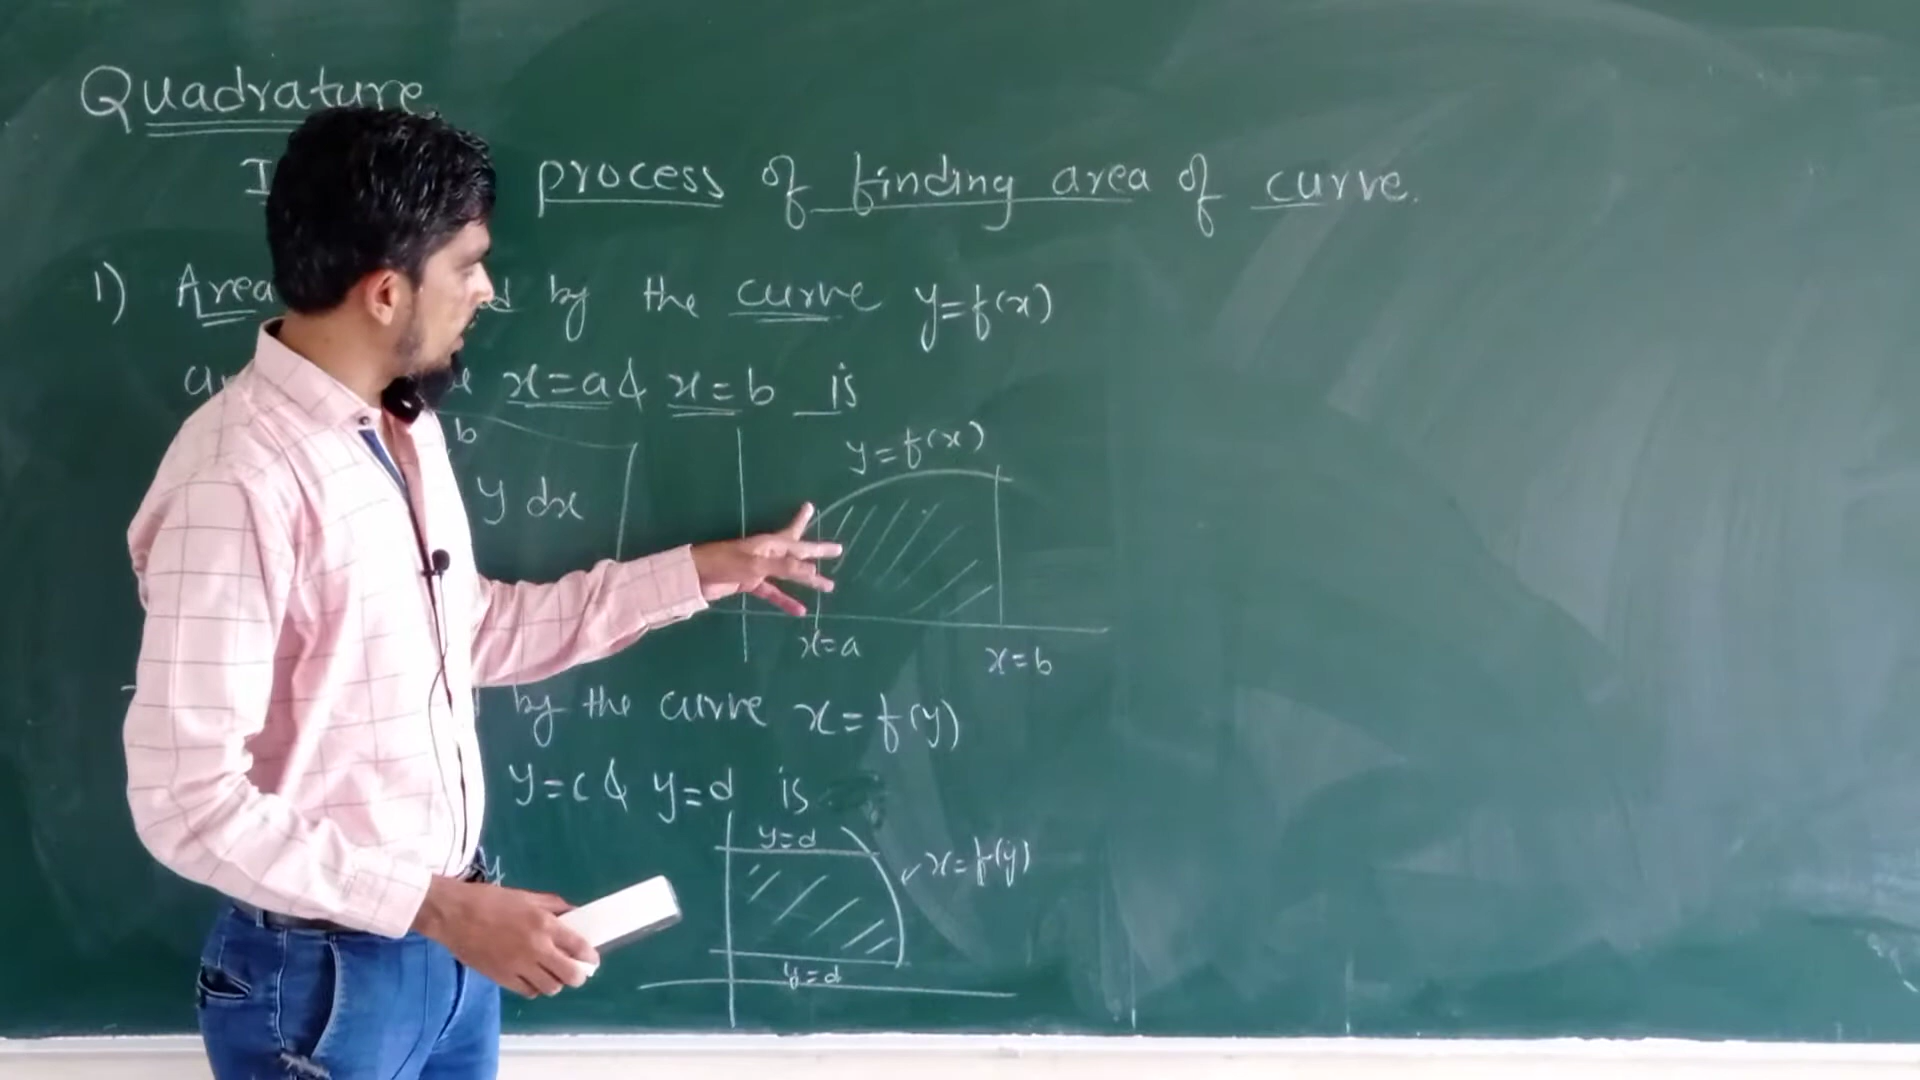 Quadrature
process of finding area of curve.
1) Area by the curve y=f(x)
x=a & x=b is
b
y dx
y=f(x)
x=a
x=b
by the curve x=f(y)
y=c & y=d is
y
y=d
x=f(y)
y=d